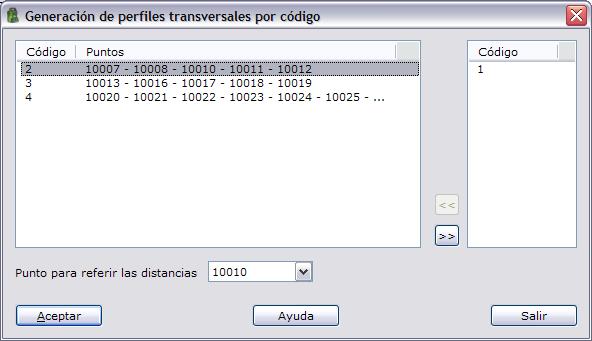 Generación de perfiles transversales por código
Código Puntos
2 10007 - 10008 - 10010 - 10011 - 10012
3 10013 - 10016 - 10017 - 10018 - 10019
4 10020 - 10021 - 10022 - 10023 - 10024 - 10025 - ...
Código
1
<<
>>
Punto para referir las distancias 10010
Aceptar Ayuda Salir